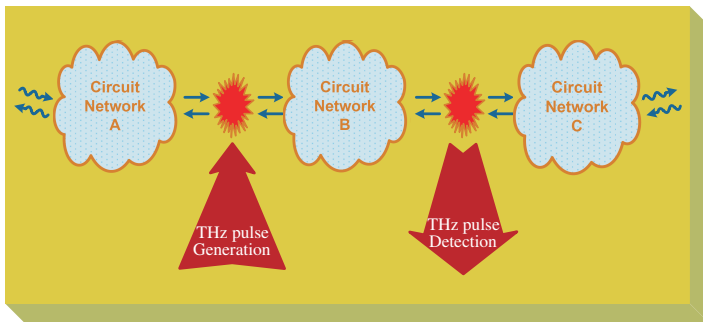 Circuit
Network
A
Circuit
Network
B
Circuit
Network
C
THz pulse
Generation
THz pulse
Detection